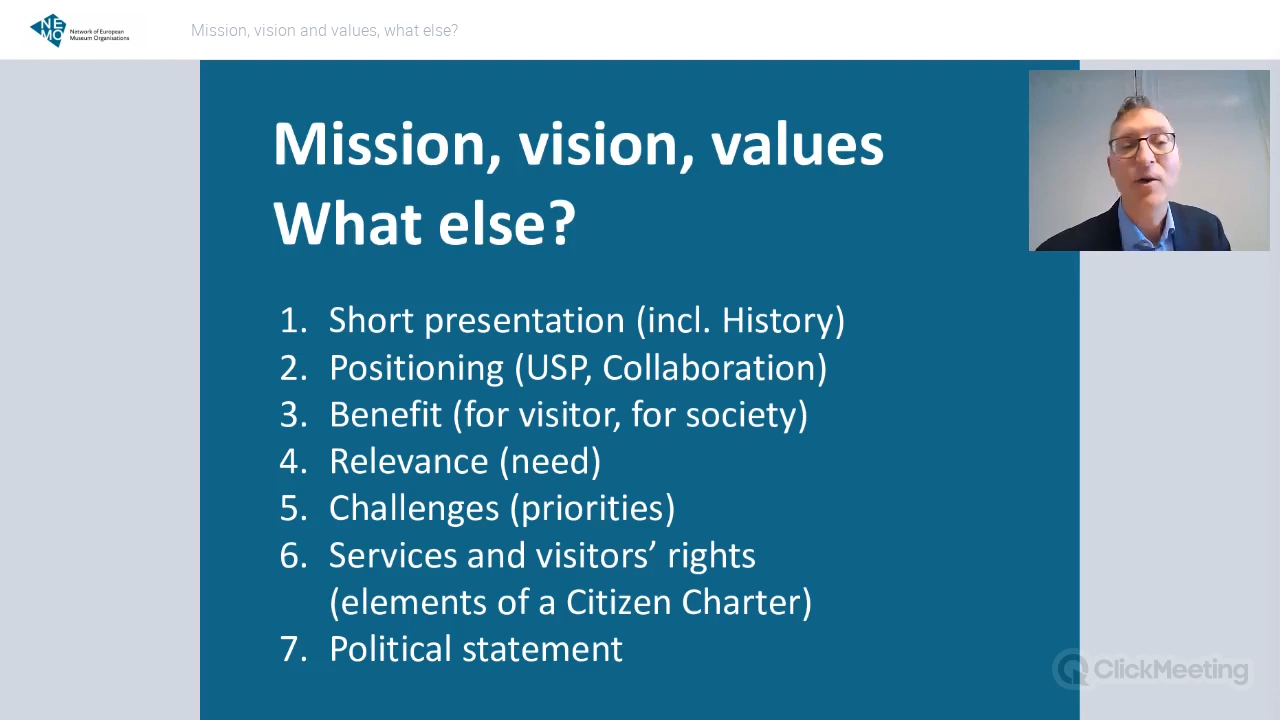 NE
MO
Network of European
Museum Organisations
Mission, vision and values, what else?
Mission, vision, values
What else?
1. Short presentation (incl. History)
2. Positioning (USP, Collaboration)
3. Benefit (for visitor, for society)
4. Relevance (need)
5. Challenges (priorities)
6. Services and visitors’ rights
(elements of a Citizen Charter)
7. Political statement
ClickMeeting